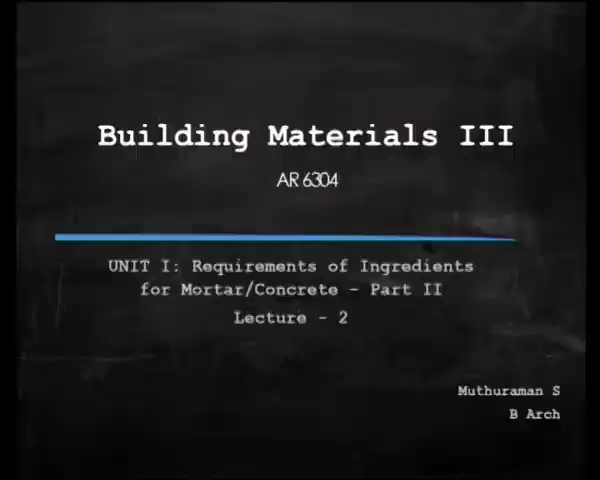 Building Materials III
AR 6304
UNIT I: Requirements of Ingredients
for Mortar/Concrete - Part II
Lecture - 2
Muthuraman S
B Arch